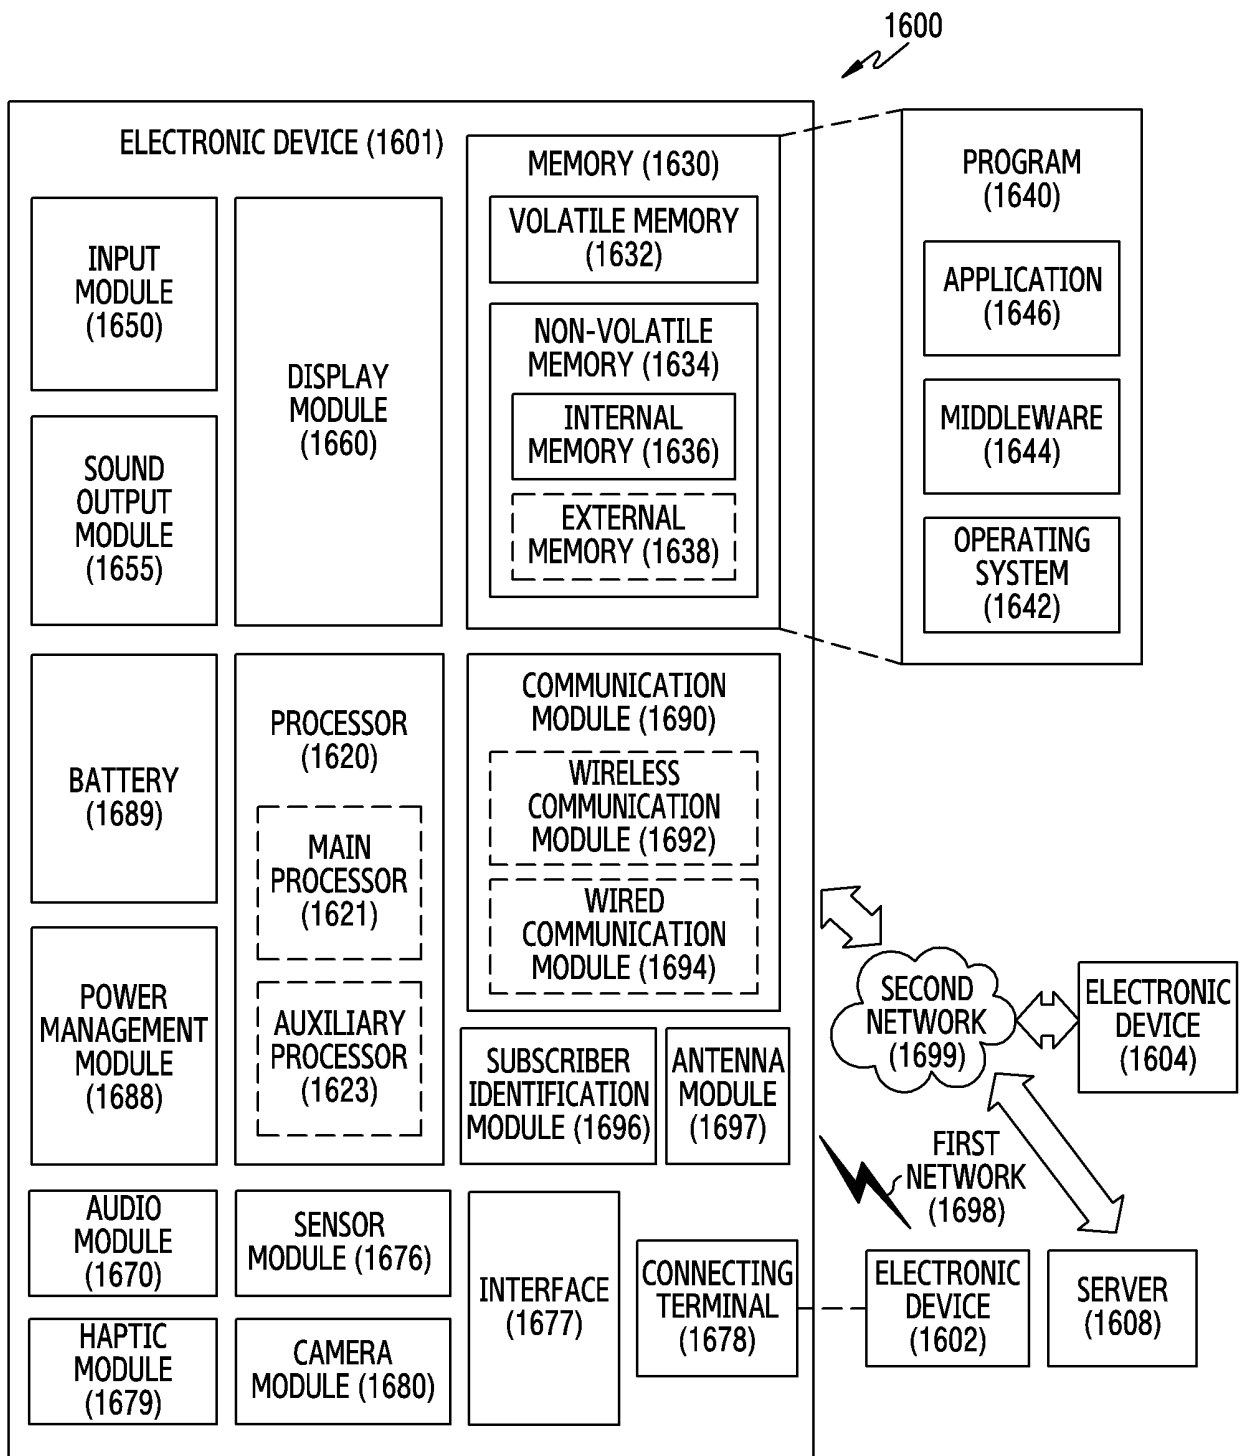 1600
ELECTRONIC DEVICE (1601)
INPUT
MODULE
(1650)
SOUND
OUTPUT
MODULE
(1655)
DISPLAY
MODULE
(1660)
MEMORY (1630)
VOLATILE MEMORY
(1632)
NON-VOLATILE
MEMORY (1634)
INTERNAL
MEMORY (1636)
EXTERNAL
MEMORY (1638)
PROGRAM
(1640)
APPLICATION
(1646)
MIDDLEWARE
(1644)
OPERATING
SYSTEM
(1642)
BATTERY
(1689)
POWER
MANAGEMENT
MODULE
(1688)
PROCESSOR
(1620)
MAIN
PROCESSOR
(1621)
AUXILIARY
PROCESSOR
(1623)
COMMUNICATION
MODULE (1690)
WIRELESS
COMMUNICATION
MODULE (1692)
WIRED
COMMUNICATION
MODULE (1694)
SUBSCRIBER
IDENTIFICATION
MODULE (1696)
ANTENNA
MODULE
(1697)
SECOND
NETWORK
(1699)
ELECTRONIC
DEVICE
(1604)
FIRST
NETWORK
(1698)
AUDIO
MODULE
(1670)
SENSOR
MODULE (1676)
HAPTIC
MODULE
(1679)
CAMERA
MODULE (1680)
INTERFACE
(1677)
CONNECTING
TERMINAL
(1678)
ELECTRONIC
DEVICE
(1602)
SERVER
(1608)